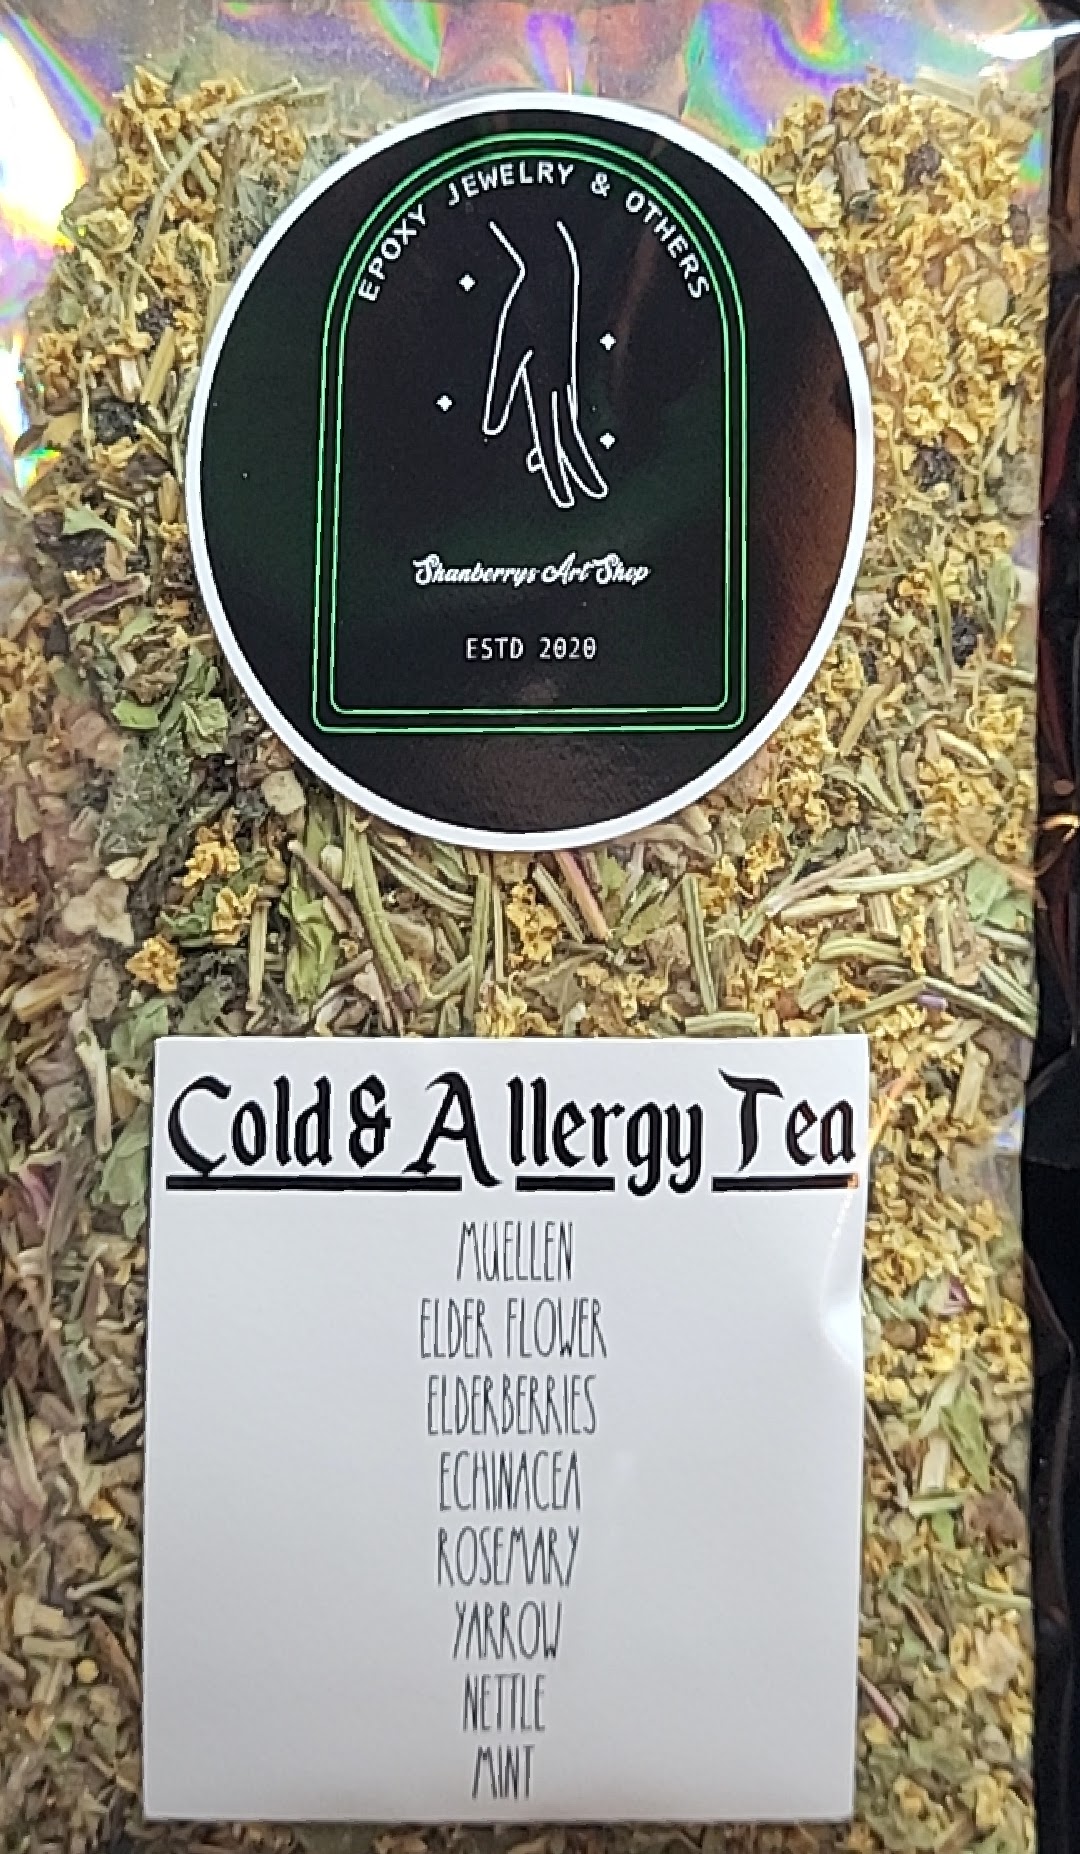 EPOXY JEWELRY & OTHERS
Shanberrys Art Shop
ESTD 2020
Cold & Allergy Tea
MUELLEN
ELDER FLOWER
ELDERBERRIES
ECHINACEA
ROSEMARY
YARROW
NETTLE
MINT